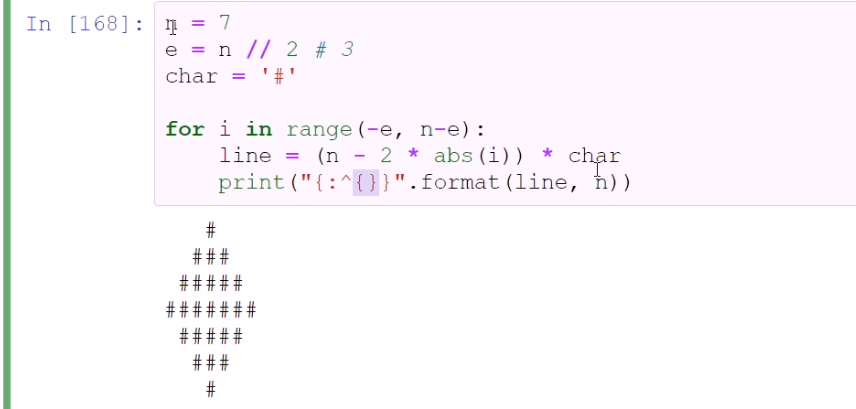 In [168]: n = 7
e = n // 2 # 3
char = '#'
for i in range(-e, n-e):
    line = (n - 2 * abs(i)) * char
    print("{:^{}}".format(line, n))
   #
  ###
 #####
#######
 #####
  ###
   #